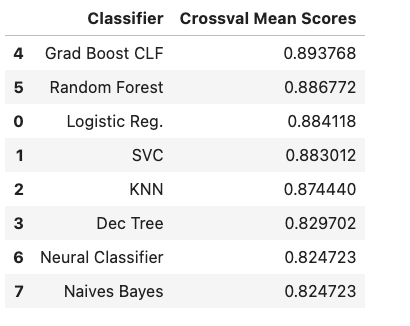 Classifier Crossval Mean Scores
4 Grad Boost CLF 0.893768
5 Random Forest 0.886772
0 Logistic Reg. 0.884118
1 SVC 0.883012
2 KNN 0.874440
3 Dec Tree 0.829702
6 Neural Classifier 0.824723
7 Naives Bayes 0.824723